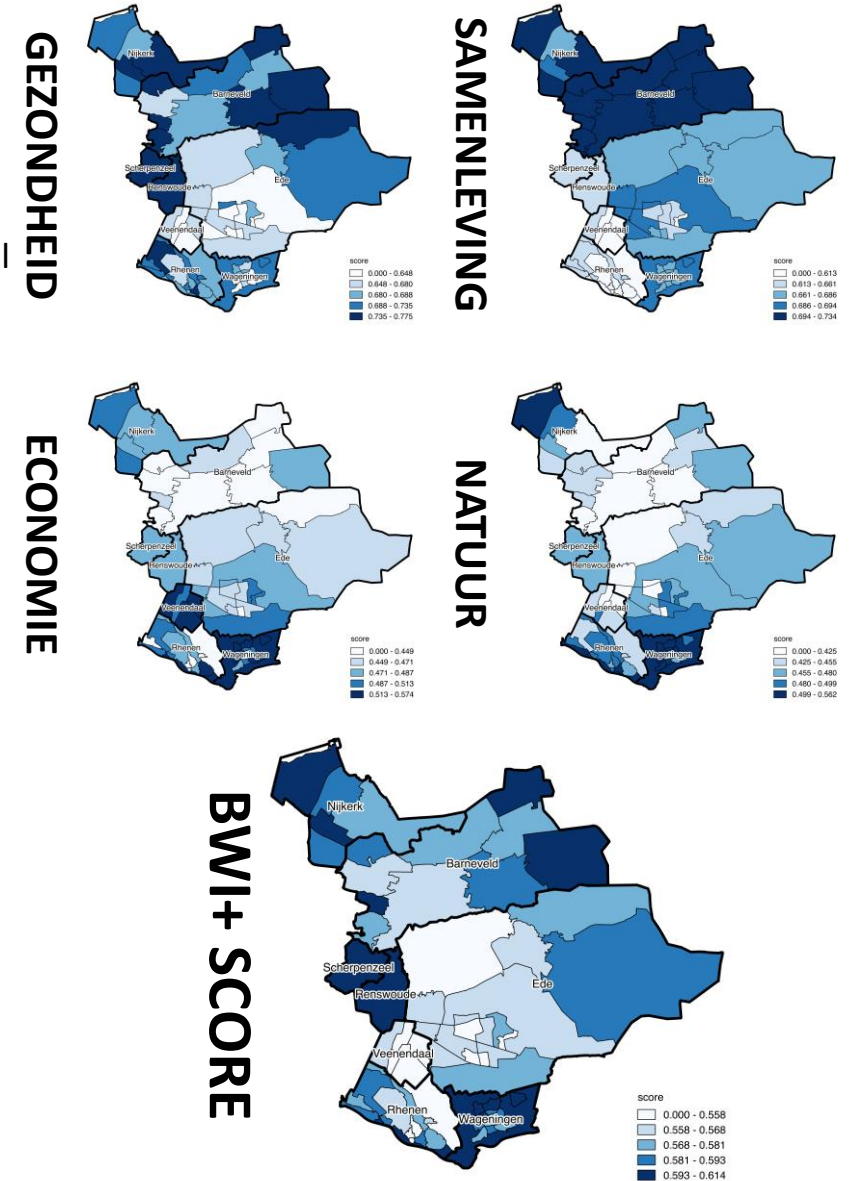 GEZONDHEID
Nijkerk
Barneveld
Scherpenzeel
Renswoude
Ede
Veenendaal
Rhenen
Wageningen
score
0.000 - 0.648
0.648 - 0.680
0.680 - 0.688
0.688 - 0.735
0.735 - 0.775
SAMENLEVING
Nijkerk
Barneveld
Scherpenzeel
Renswoude
Ede
Veenendaal
Rhenen
Wageningen
score
0.000 - 0.613
0.613 - 0.661
0.661 - 0.686
0.686 - 0.694
0.694 - 0.734
ECONOMIE
Nijkerk
Barneveld
Scherpenzeel
Renswoude
Ede
Veenendaal
Rhenen
Wageningen
score
0.000 - 0.449
0.449 - 0.471
0.471 - 0.487
0.487 - 0.513
0.513 - 0.574
NATUUR
Nijkerk
Barneveld
Scherpenzeel
Renswoude
Ede
Veenendaal
Rhenen
Wageningen
score
0.000 - 0.425
0.425 - 0.455
0.455 - 0.480
0.480 - 0.499
0.499 - 0.562
BWI+ SCORE
Nijkerk
Barneveld
Scherpenzeel
Renswoude
Ede
Veenendaal
Rhenen
Wageningen
score
0.000 - 0.558
0.558 - 0.568
0.568 - 0.581
0.581 - 0.593
0.593 - 0.614